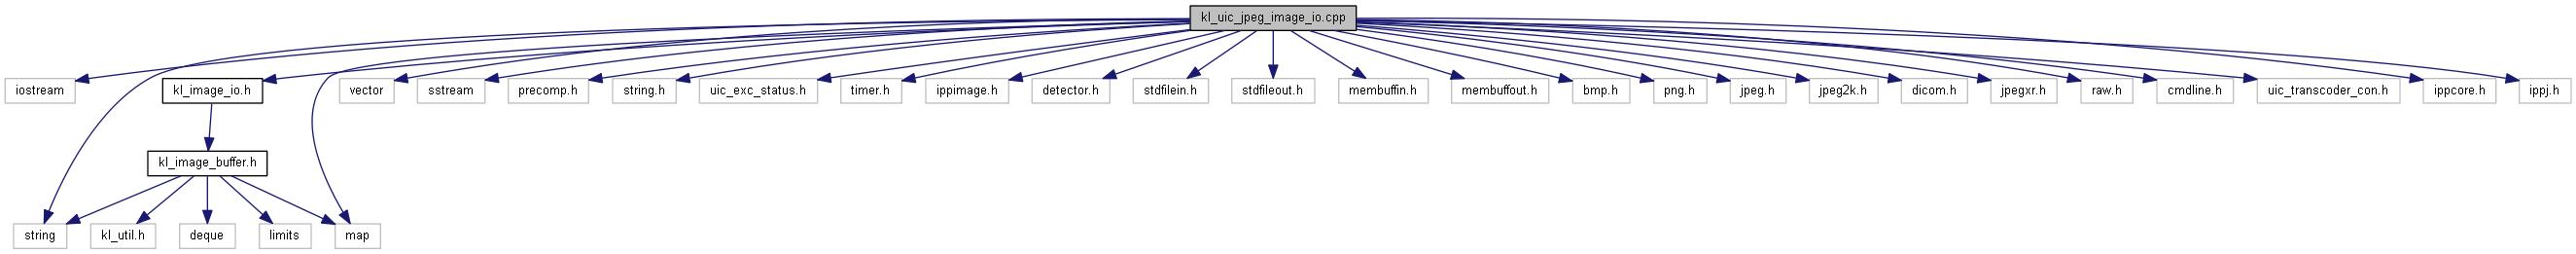 kl_uic_jpeg_image_io.cpp
iostream
kl_image_io.h
vector
sstream
precomp.h
string.h
uic_exc_status.h
timer.h
ippimage.h
detector.h
stdfilein.h
stdfileout.h
membuffin.h
membuffout.h
bmp.h
png.h
jpeg.h
jpeg2k.h
dicom.h
jpegxr.h
raw.h
cmdline.h
uic_transcoder_con.h
ippcore.h
ippj.h
kl_image_buffer.h
string
kl_util.h
deque
limits
map